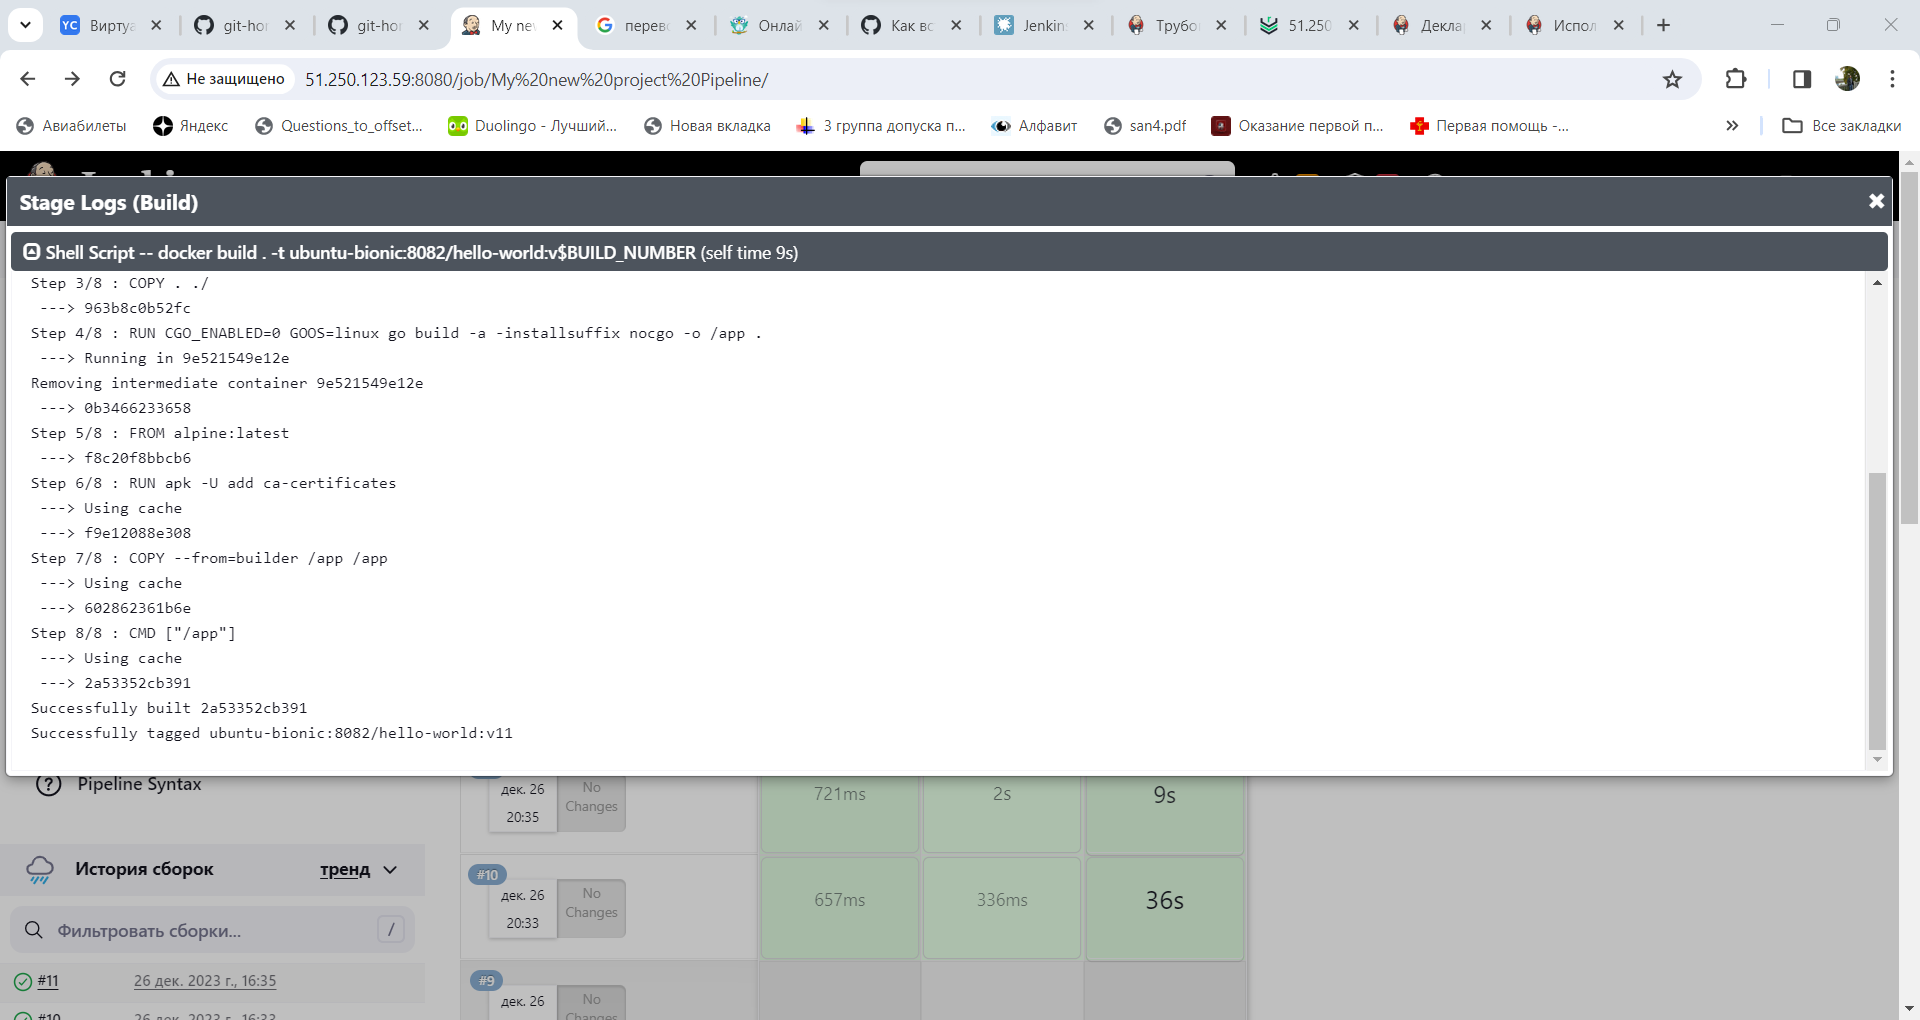 Вирту
git-hor
git-hor
My ne
перев
Онлай
Как вс
Jenkin
Трубо
51.250
Декла
Испол
Не защищено
51.250.123.59:8080/job/My%20new%20project%20Pipeline/
Авиабилеты
Яндекс
Questions_to_offset...
Duolingo - Лучший...
Новая вкладка
3 группа допуска п...
Алфавит
san4.pdf
Оказание первой п...
Первая помощь -...
Все закладки
Stage Logs (Build)
Shell Script -- docker build . -t ubuntu-bionic:8082/hello-world:v$BUILD_NUMBER (self time 9s)
Step 3/8 : COPY . ./
---> 963b8c0b52fc
Step 4/8 : RUN CGO_ENABLED=0 GOOS=linux go build -a -installsuffix nocgo -o /app .
---> Running in 9e521549e12e
Removing intermediate container 9e521549e12e
---> 0b3466233658
Step 5/8 : FROM alpine:latest
---> f8c20f8bbcb6
Step 6/8 : RUN apk -U add ca-certificates
---> Using cache
---> f9e12088e308
Step 7/8 : COPY --from=builder /app /app
---> Using cache
---> 602862361b6e
Step 8/8 : CMD ["/app"]
---> Using cache
---> 2a53352cb391
Successfully built 2a53352cb391
Successfully tagged ubuntu-bionic:8082/hello-world:v11
Pipeline Syntax
История сборок
тренд
Фильтровать сборки...
/
#11
26 дек. 2023 г., 16:35
#10
26 дек. 2023 г., 16:33
дек. 26
20:35
No
Changes
721ms
2s
9s
#10
дек. 26
20:33
No
Changes
657ms
336ms
36s
#9
дек. 26
No
Changes